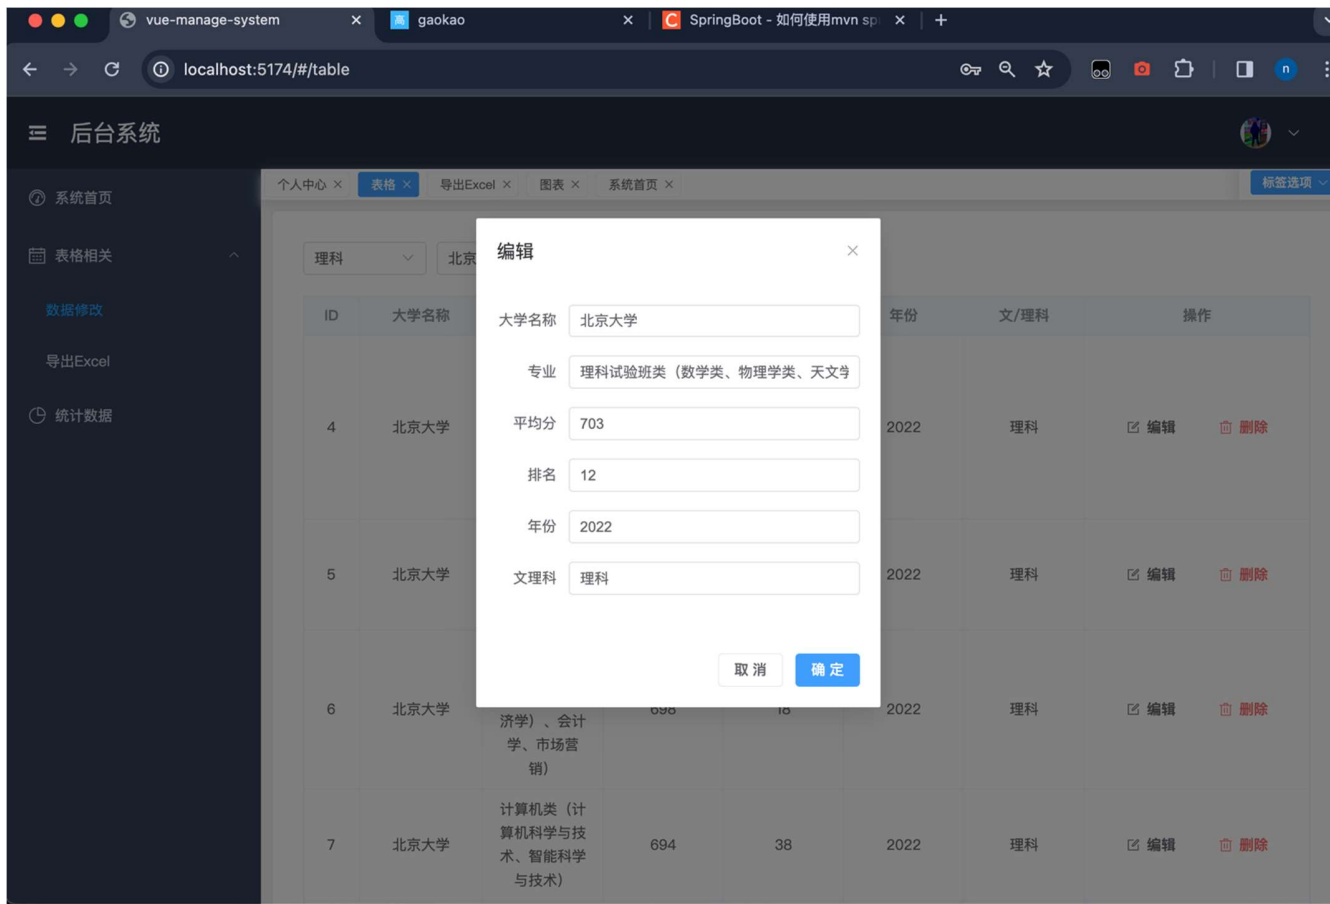 vue-manage-system
高 gaokao
C SpringBoot - 如何使用mvn sp
localhost:5174/#/table
n
后台系统
系统首页
表格相关
数据修改
导出Excel
统计数据
个人中心 表格 导出Excel 图表 系统首页 标签选项
理科 北京
ID 大学名称 年份 文/理科 操作
4 北京大学 2022 理科 编辑 删除
5 北京大学 2022 理科 编辑 删除
6 北京大学 济学）、会计 698 18 2022 理科 编辑 删除
学、市场营
销）
计算机类（计
算机科学与技
7 北京大学 术、智能科学 694 38 2022 理科 编辑 删除
与技术）
编辑
大学名称 北京大学
专业 理科试验班类（数学类、物理学类、天文学
平均分 703
排名 12
年份 2022
文理科 理科
取消 确定